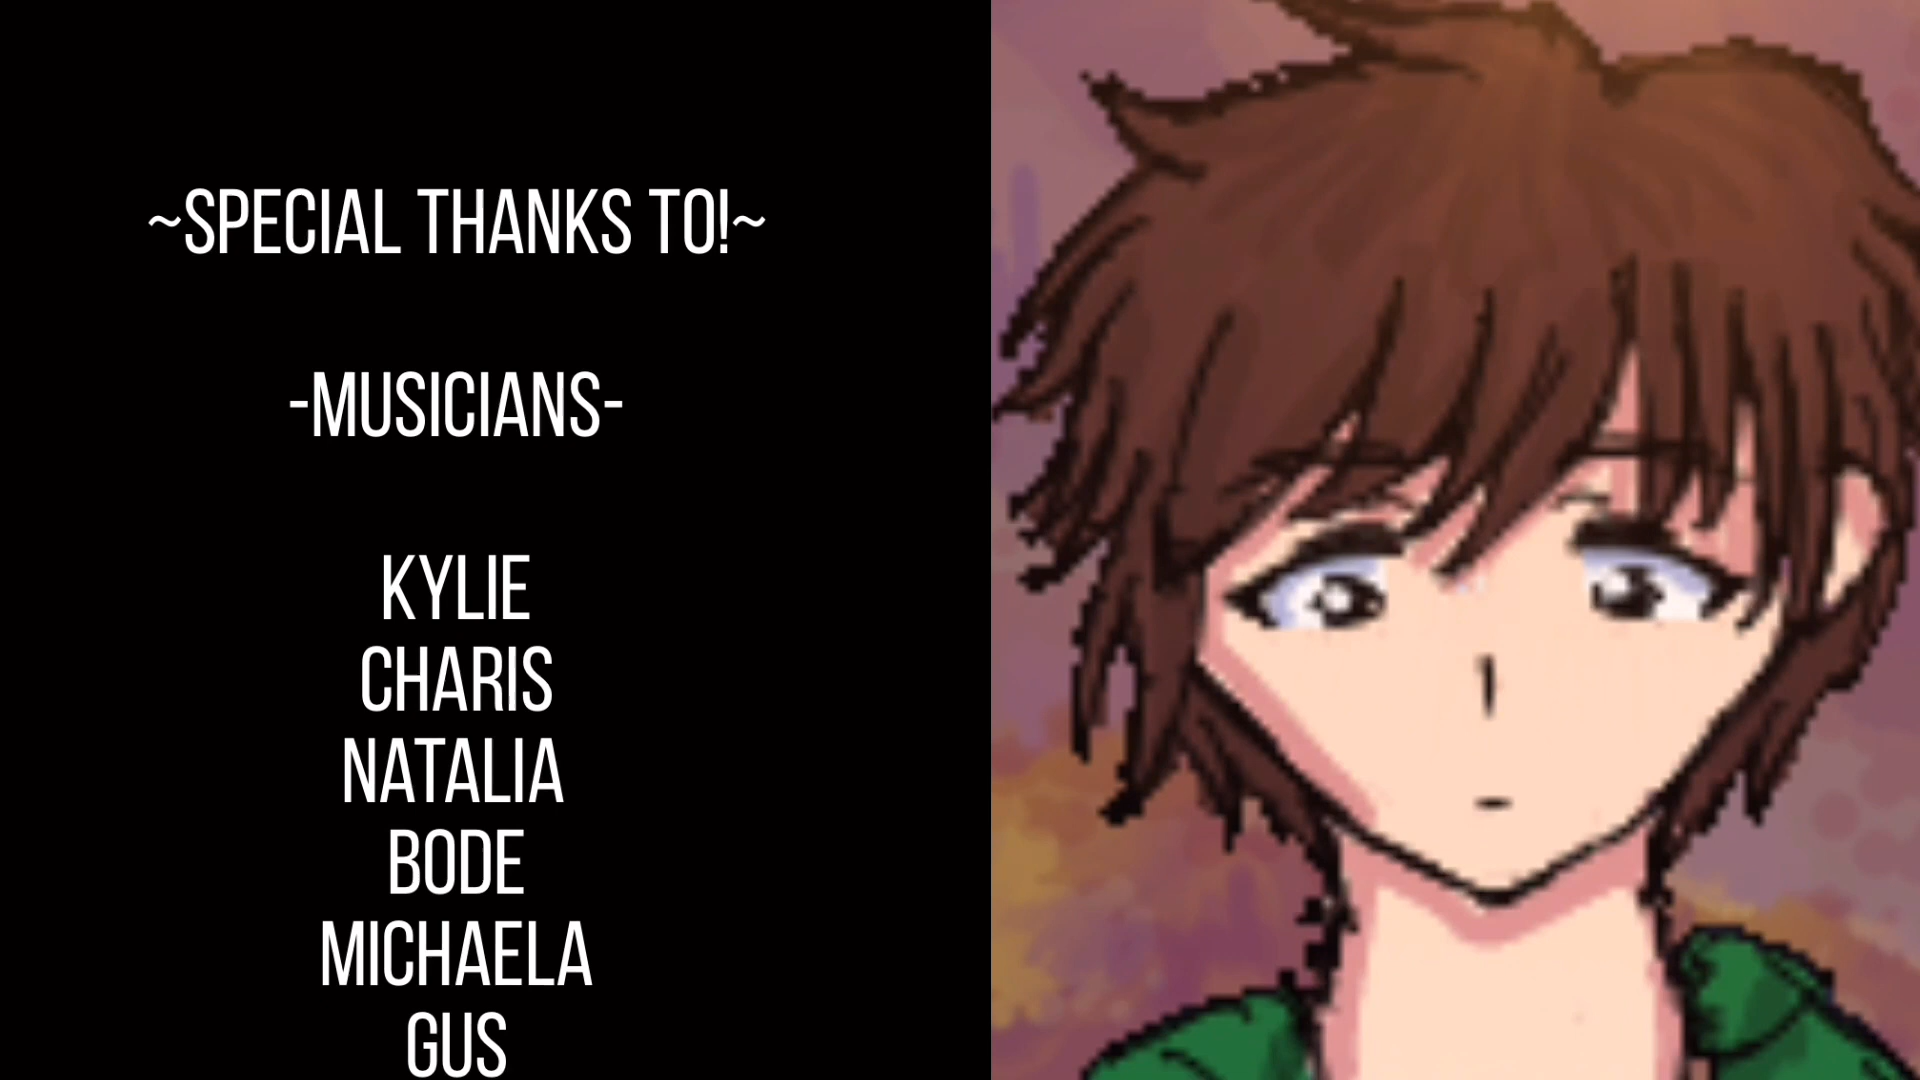 ~SPECIAL THANKS TO!~
-MUSICIANS-
KYLIE
CHARIS
NATALIA
BODE
MICHAELA
GUS